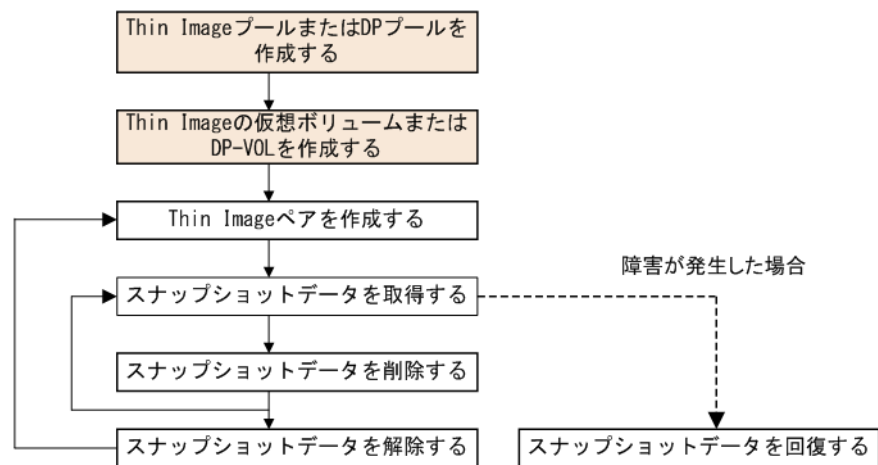 Thin ImageプールまたはDPプールを
作成する
Thin Imageの仮想ボリュームまたは
DP-VOLを作成する
Thin Imageペアを作成する
障害が発生した場合
スナップショットデータを取得する
スナップショットデータを削除する
スナップショットデータを解除する
スナップショットデータを回復する